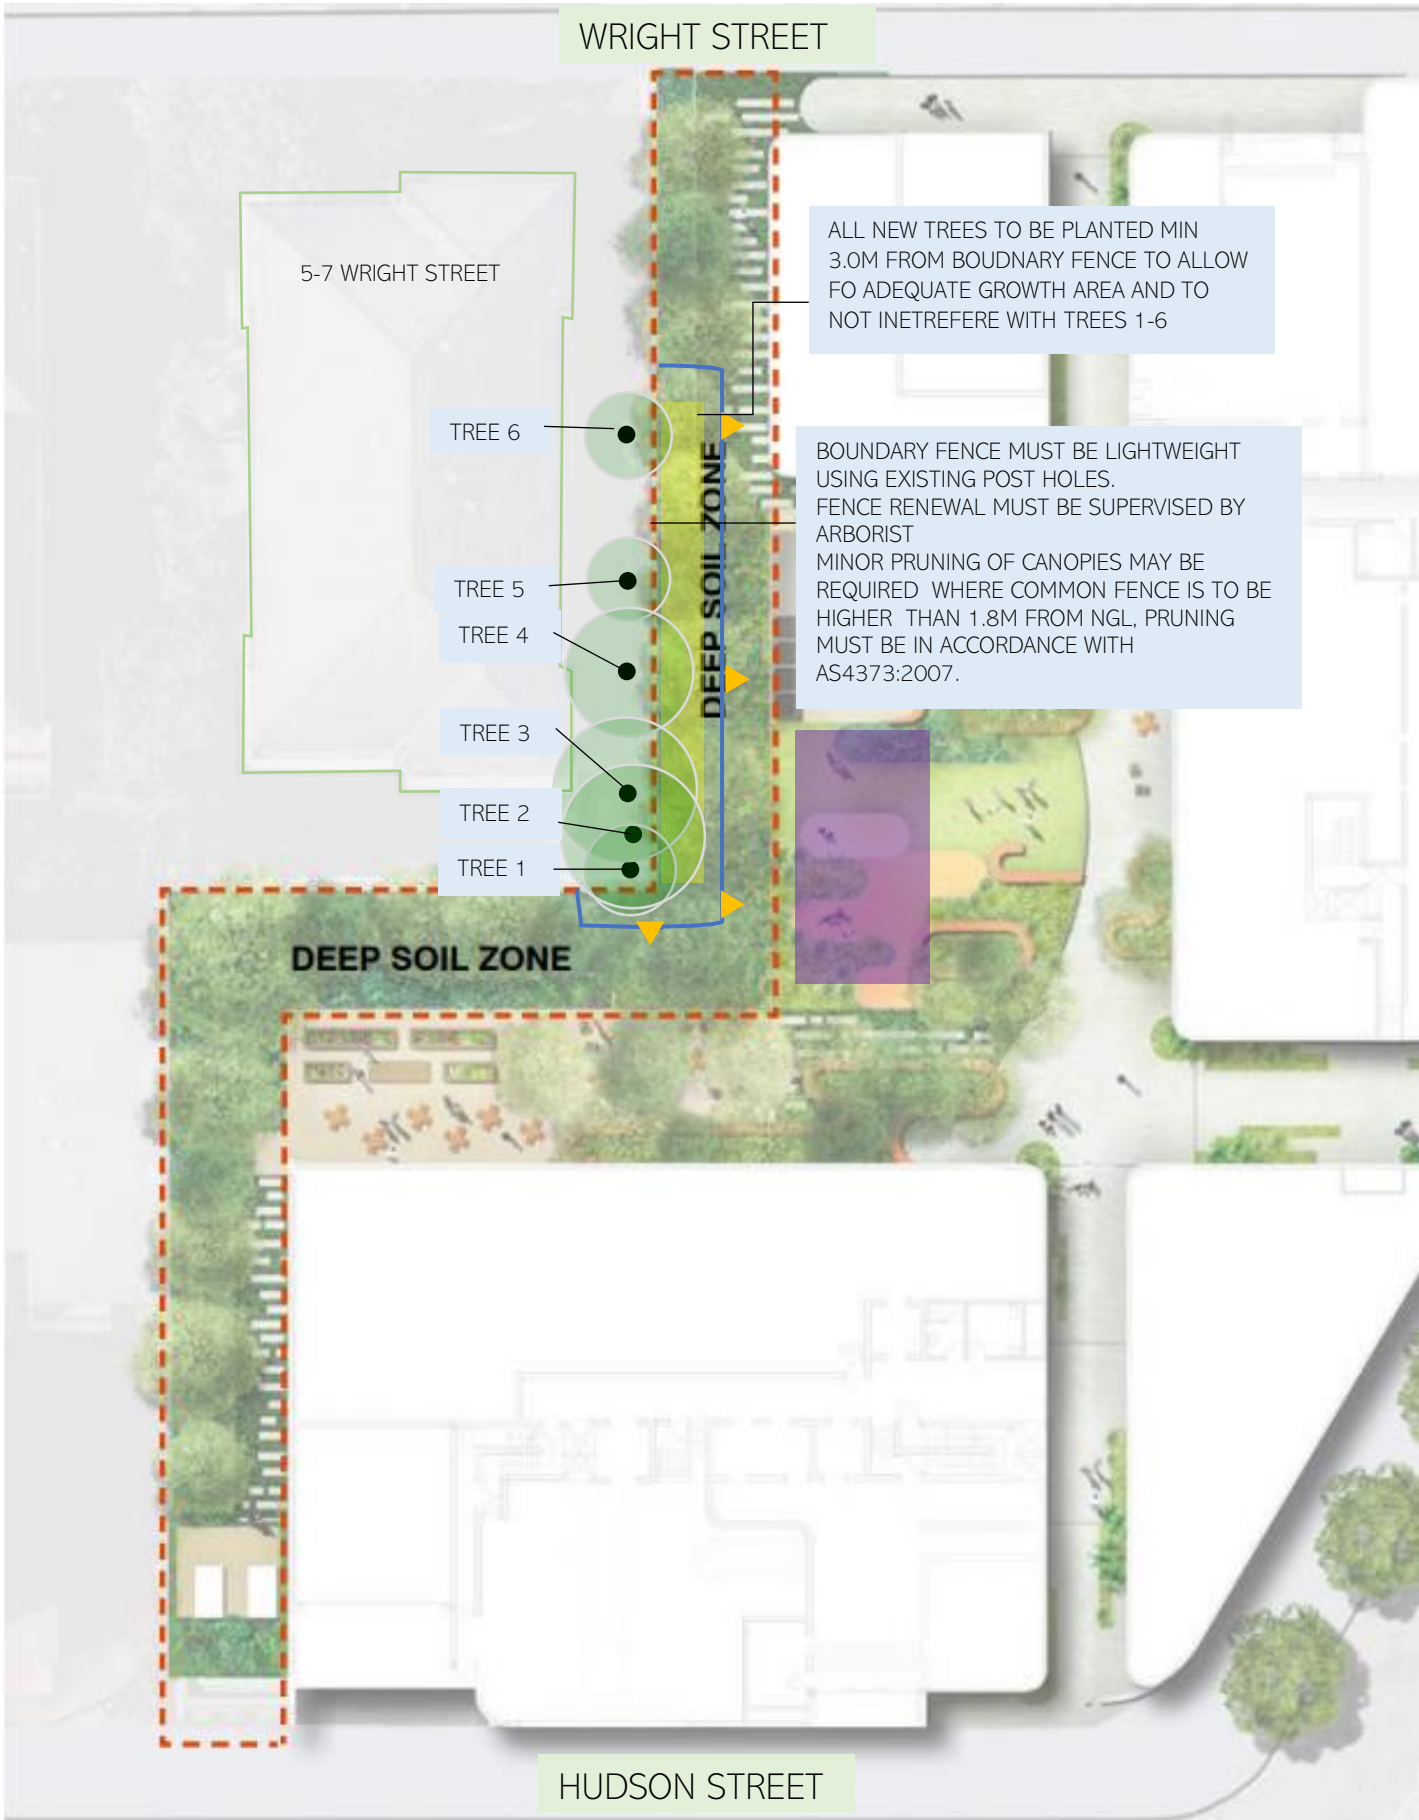 WRIGHT STREET
5-7 WRIGHT STREET
ALL NEW TREES TO BE PLANTED MIN
3.0M FROM BOUDNARY FENCE TO ALLOW
FO ADEQUATE GROWTH AREA AND TO
NOT INETREFERE WITH TREES 1-6
TREE 6
BOUNDARY FENCE MUST BE LIGHTWEIGHT
USING EXISTING POST HOLES.
FENCE RENEWAL MUST BE SUPERVISED BY
ARBORIST
MINOR PRUNING OF CANOPIES MAY BE
REQUIRED WHERE COMMON FENCE IS TO BE
HIGHER THAN 1.8M FROM NGL, PRUNING
MUST BE IN ACCORDANCE WITH
AS4373:2007.
DEEP SOIL ZONE
TREE 5
TREE 4
TREE 3
TREE 2
TREE 1
DEEP SOIL ZONE
HUDSON STREET